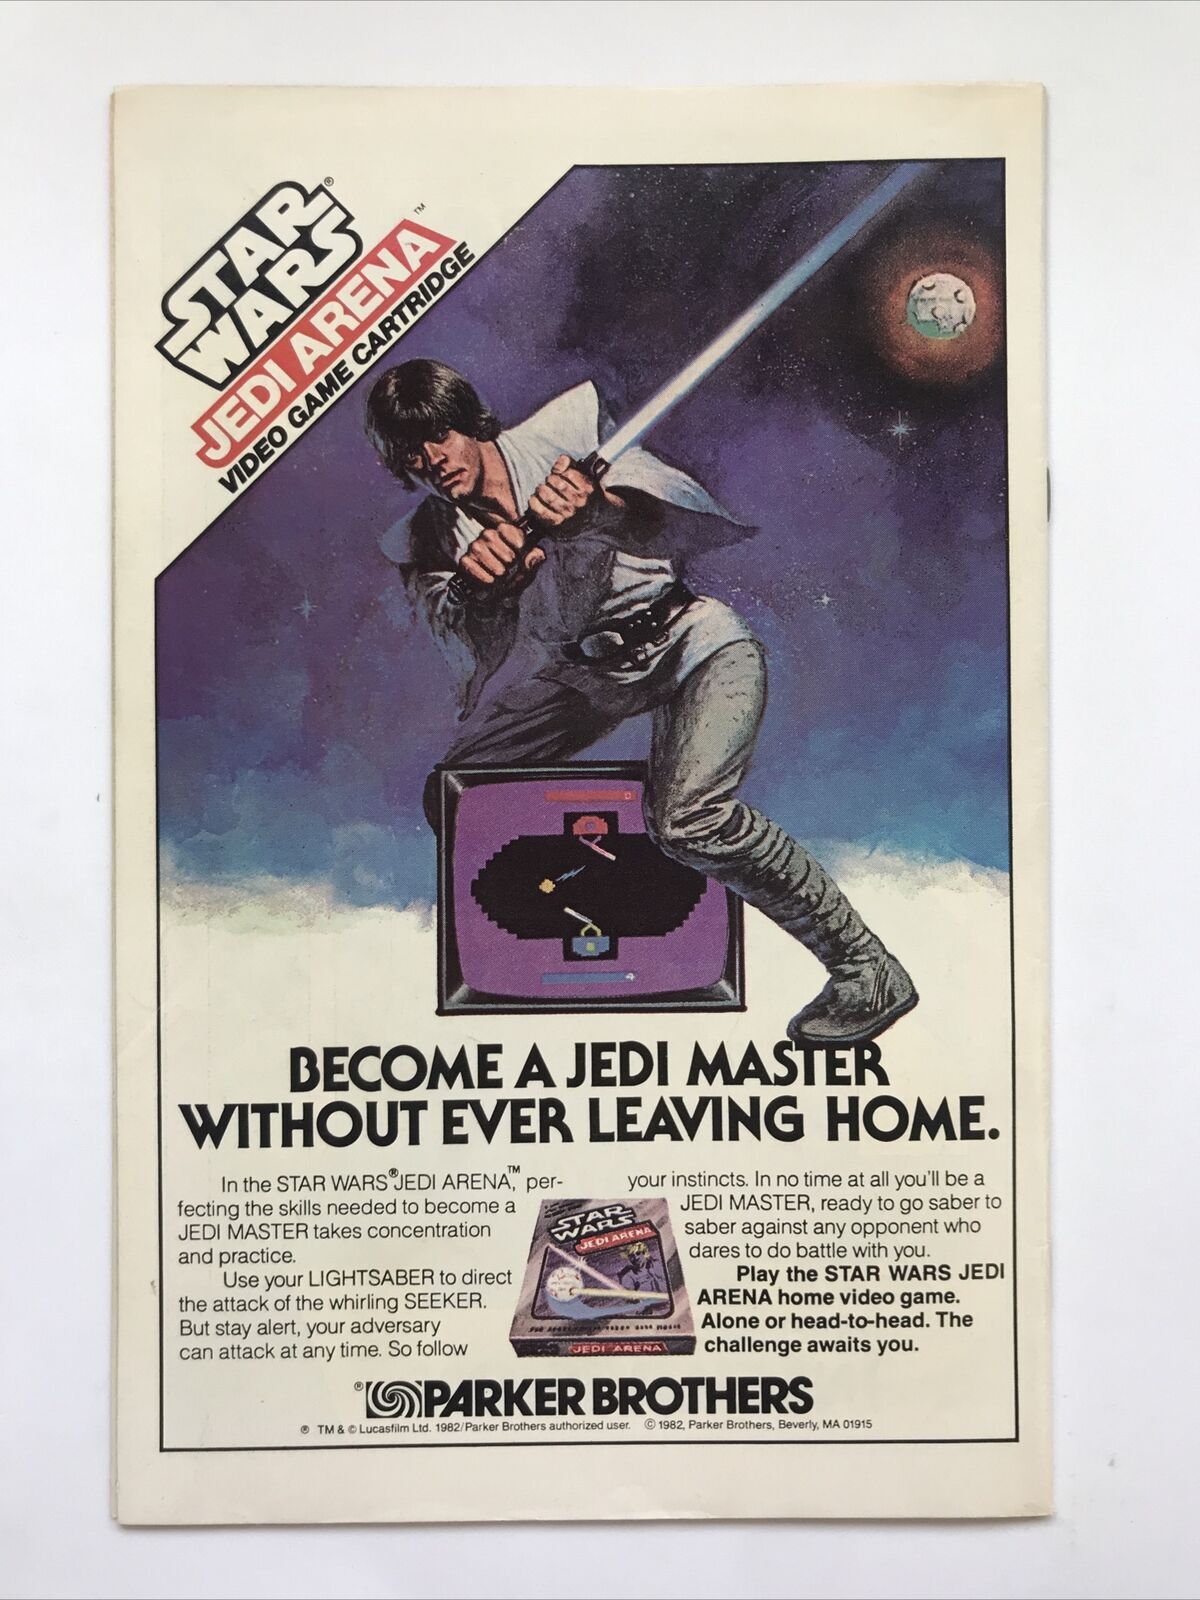 STAR
WARS®
JEDI ARENA™
VIDEO GAME CARTRIDGE
0
4
BECOME A JEDI MASTER
WITHOUT EVER LEAVING HOME.
In the STAR WARS® JEDI ARENA,™ per-
fecting the skills needed to become a
JEDI MASTER takes concentration
and practice.
Use your LIGHTSABER to direct
the attack of the whirling SEEKER.
But stay alert, your adversary
can attack at any time. So follow
your instincts. In no time at all you'll be a
JEDI MASTER, ready to go saber to
saber against any opponent who
dares to do battle with you.
Play the STAR WARS JEDI
ARENA home video game.
Alone or head-to-head. The
challenge awaits you.
STAR
WARS
JEDI ARENA
JEDI ARENA
® PARKER BROTHERS
® TM & © Lucasfilm Ltd. 1982/Parker Brothers authorized user. © 1982, Parker Brothers, Beverly, MA 01915